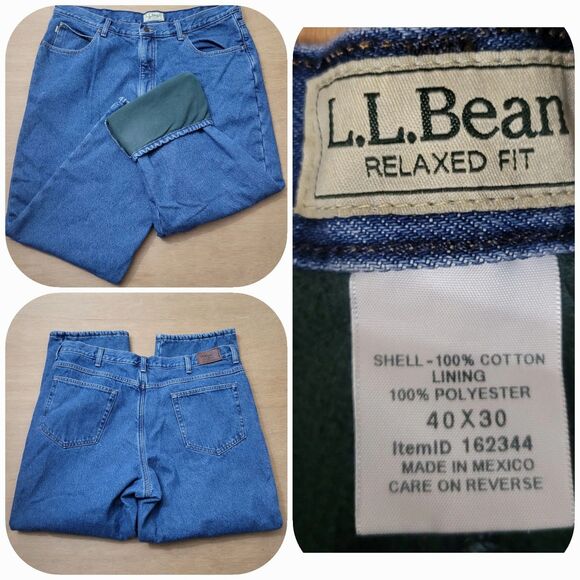 L.L.Bean
RELAXED FIT
SHELL-100% COTTON
LINING
100% POLYESTER
40 X 30
ItemID 162344
MADE IN MEXICO
CARE ON REVERSE